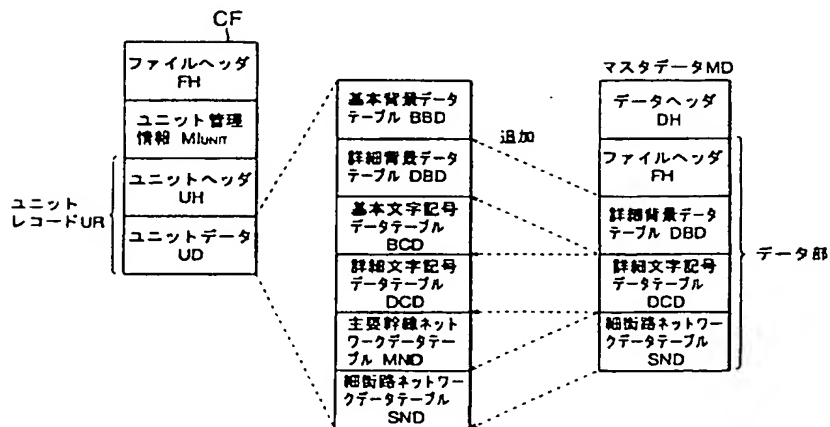 CF
ファイルヘッダ
FH
ユニット管理
情報 MIUNIT
ユニットヘッダ
UH
ユニットデータ
UD
ユニット
レコードUR
基本背景データ
テーブル BBD
詳細背景データ
テーブル DBD
基本文字記号
データテーブル
BCD
詳細文字記号
データテーブル
DCD
主要幹線ネット
ワークデータテー
ブル MND
細街路ネットワー
クデータテーブル
SND
追加
マスタデータMD
データヘッダ
DH
ファイルヘッダ
FH
詳細背景データ
テーブル DBD
詳細文字記号
データテーブル
DCD
細街路ネットワー
クデータテーブル
SND
データ部